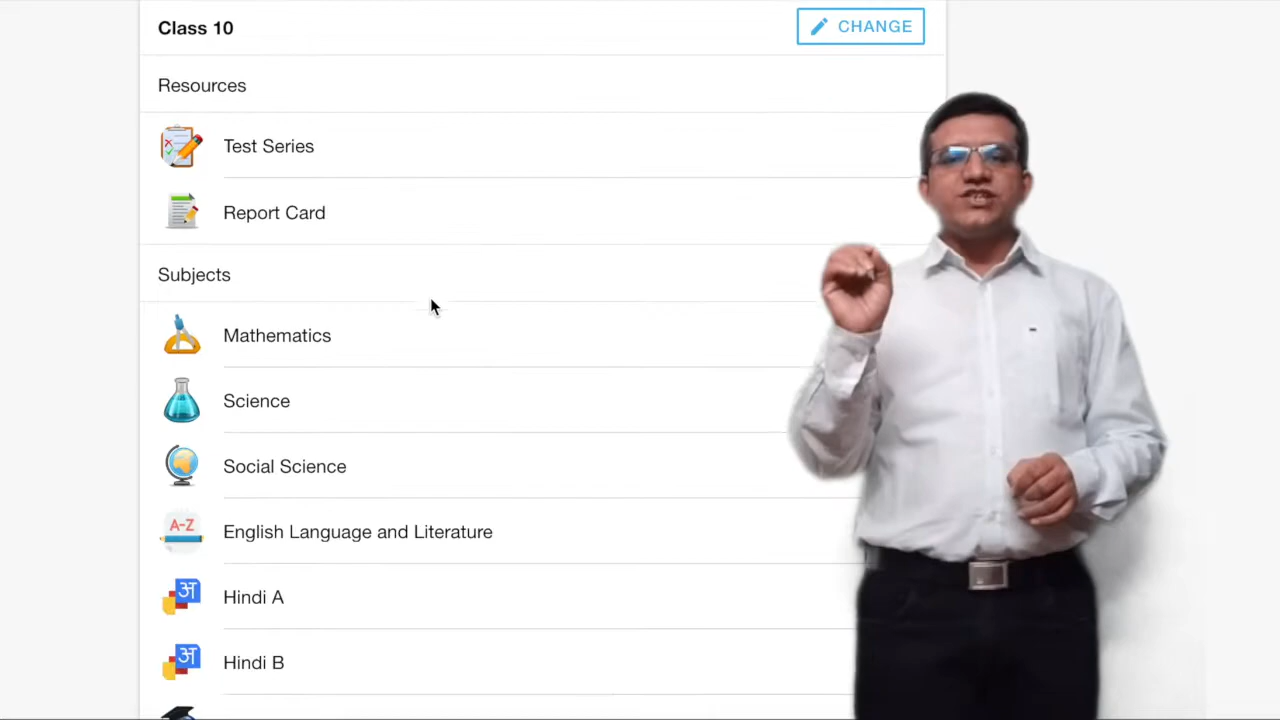 Class 10
CHANGE
Resources
Test Series
Report Card
Subjects
Mathematics
Science
Social Science
A-Z
English Language and Literature
अ
Hindi A
अ
Hindi B